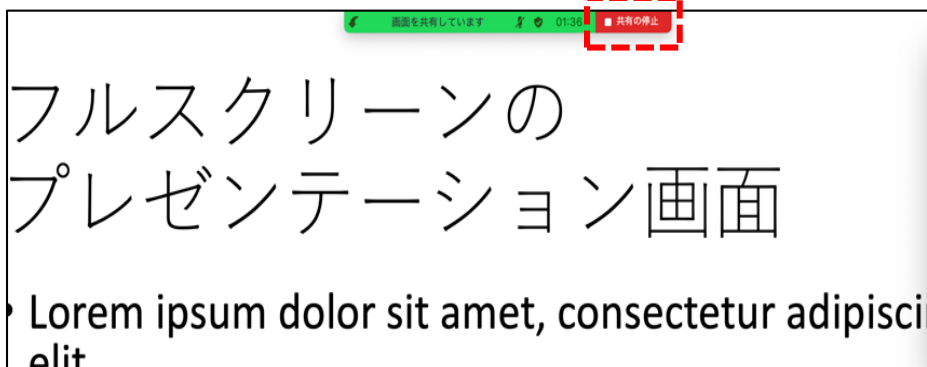 画面を共有しています 01:36 共有の停止
フルスクリーンの
プレゼンテーション画面
• Lorem ipsum dolor sit amet, consectetur adipisci
elit